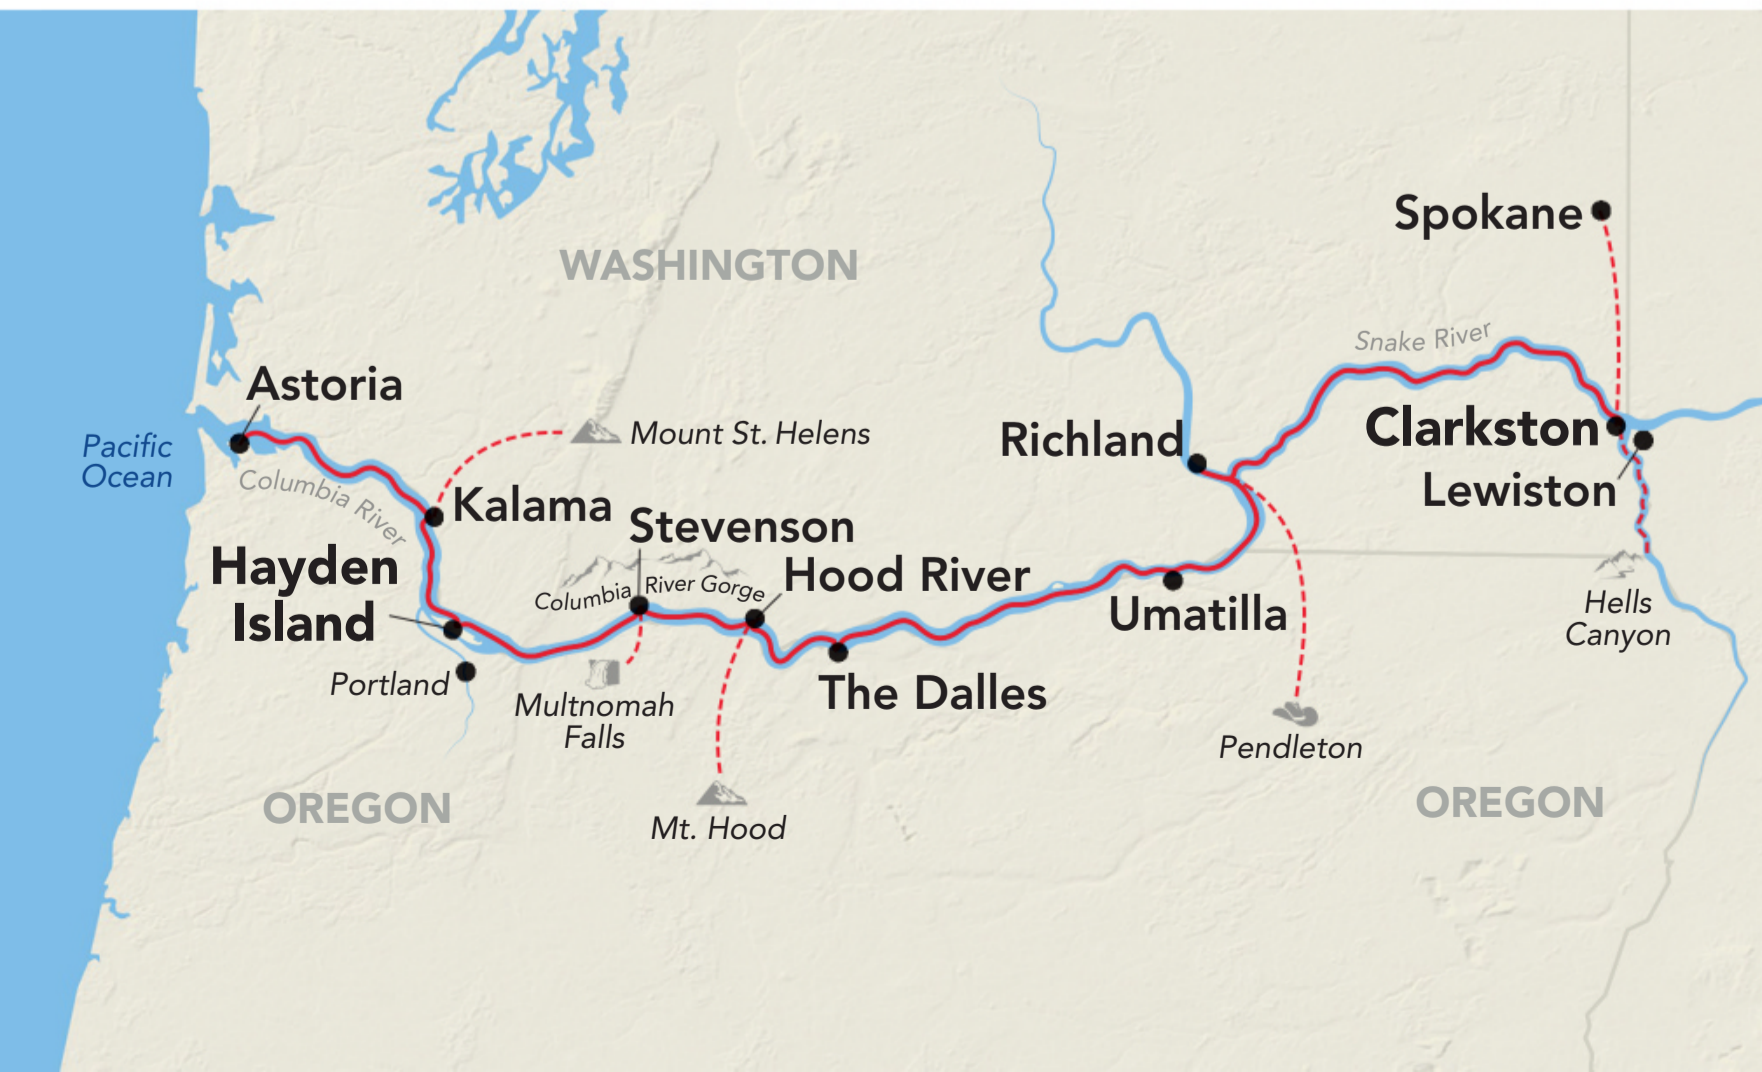 Spokane
WASHINGTON
Snake River
Astoria
Pacific
Ocean
Mount St. Helens
Richland
Clarkston
Columbia River
Kalama
Lewiston
Stevenson
Hayden
Island
Columbia River Gorge
Hood River
Umatilla
Hells
Canyon
Portland
Multnomah
Falls
The Dalles
Pendleton
OREGON
OREGON
Mt. Hood